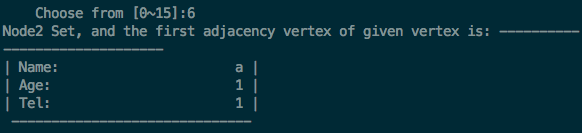 Choose from [0~15]:6
Node2 Set, and the first adjacency vertex of given vertex is: ----------
--------------------
| Name:                      a |
| Age:                       1 |
| Tel:                       1 |
------------------------------